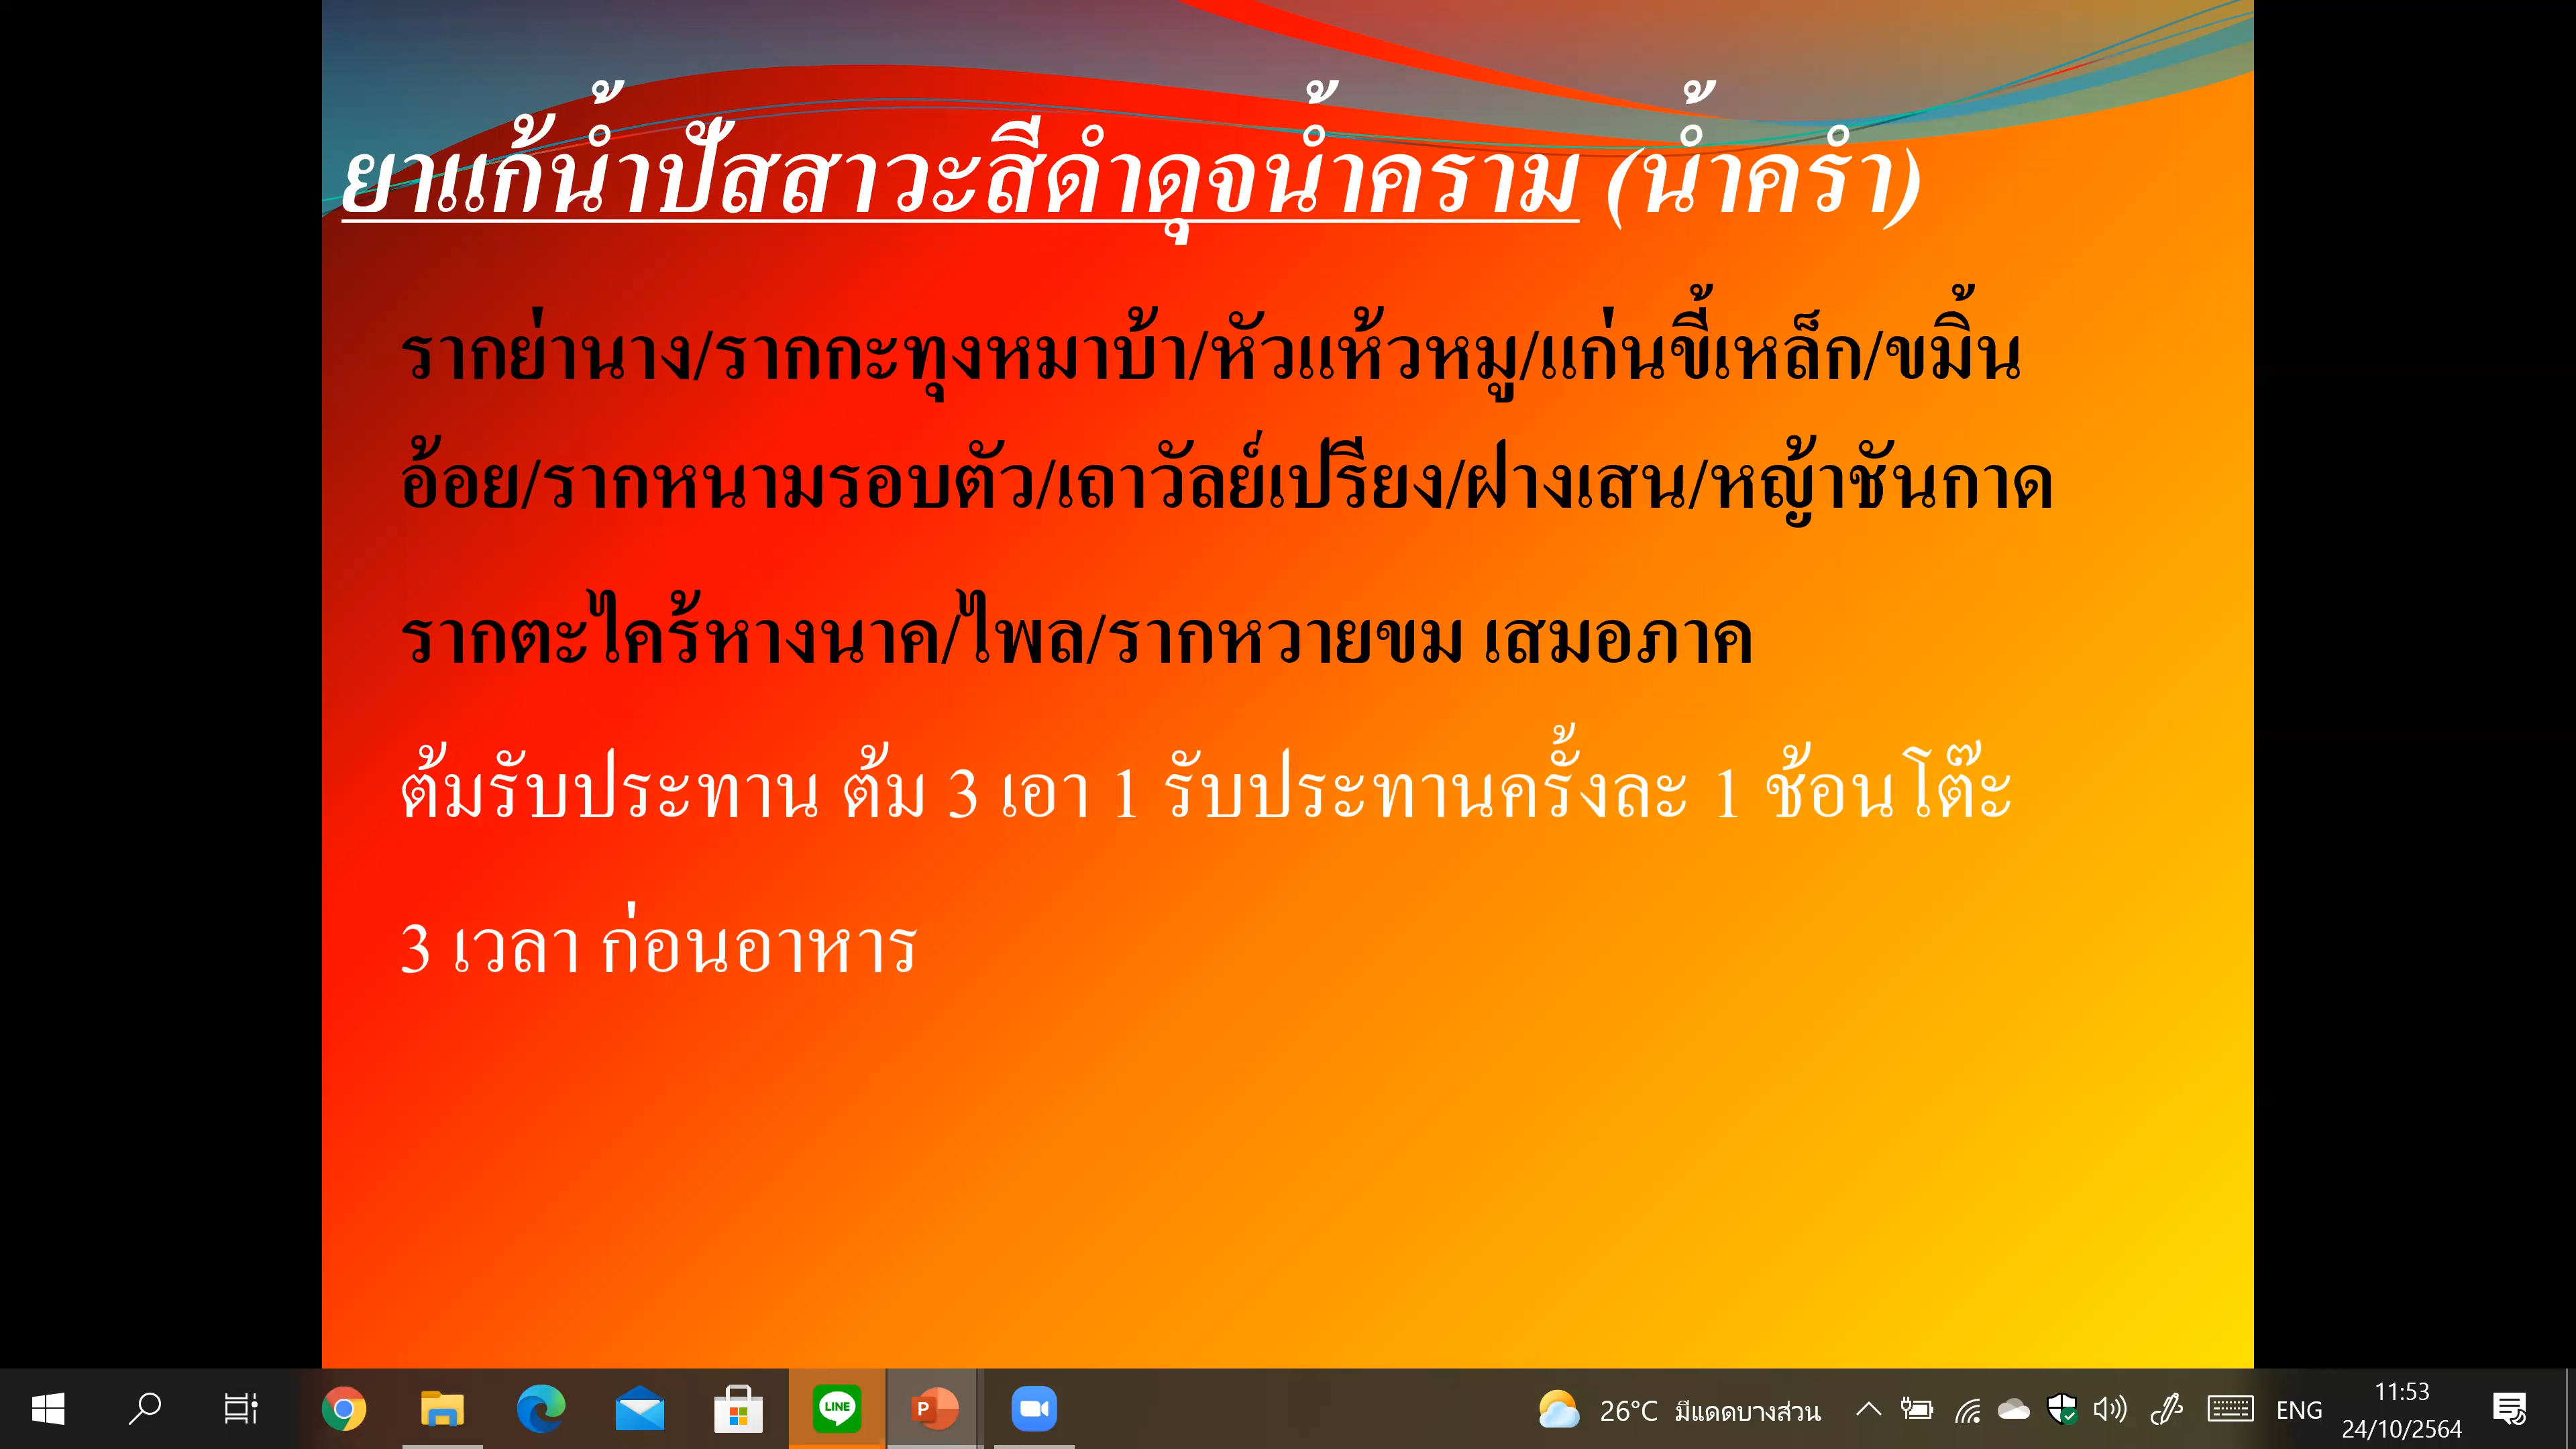 ยาแก้น้ำปัสสาวะสีดำดุจน้ำคราม (น้ำครำ)
รากย่านาง/รากกะทุงหมาบ้า/หัวแห้วหมู/แก่นขี้เหล็ก/ขมิ้น
อ้อย/รากหนามรอบตัว/เถาวัลย์เปรียง/ฝางเสน/หญ้าชันกาด
รากตะไคร้หางนาค/ไพล/รากหวายขม เสมอภาค
ต้มรับประทาน ต้ม 3 เอา 1 รับประทานครั้งละ 1 ช้อนโต๊ะ
3 เวลา ก่อนอาหาร
LINE
P
26°C มีแดดบางส่วน
ENG
11:53
24/10/2564